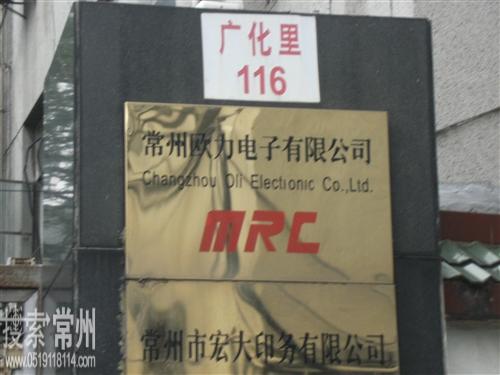 广化里
116
常州欧力电子有限公司
Changzhou Oli Electronic Co.,Ltd.
MRC
常州市宏大印务有限公司
搜索常州
www.0519118114.com